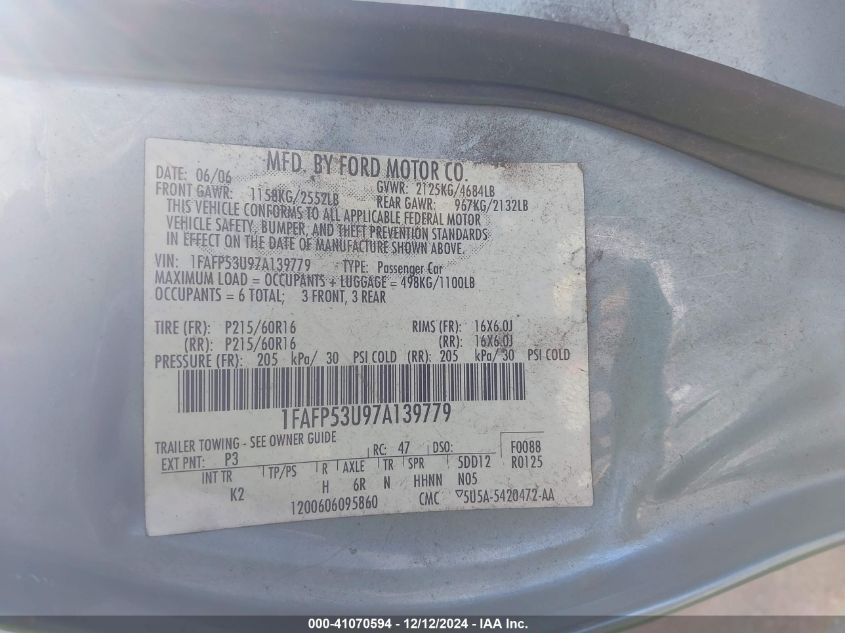 MFD. BY FORD MOTOR CO.
DATE: 06/06 GVWR: 2125KG/4684LB
FRONT GAWR: 1158KG/2552LB REAR GAWR: 967KG/2132LB
THIS VEHICLE CONFORMS TO ALL APPLICABLE FEDERAL MOTOR
VEHICLE SAFETY, BUMPER, AND THEFT PREVENTION STANDARDS
IN EFFECT ON THE DATE OF MANUFACTURE SHOWN ABOVE.
VIN: 1FAFP53U97A139779 TYPE: Passenger Car
MAXIMUM LOAD = OCCUPANTS + LUGGAGE = 498KG/1100LB
OCCUPANTS = 6 TOTAL; 3 FRONT, 3 REAR
TIRE (FR): P215/60R16 RIMS (FR): 16X6.0J
(RR): P215/60R16 (RR): 16X6.0J
PRESSURE (FR): 205 kPa/ 30 PSI COLD (RR): 205 kPa/ 30 PSI COLD
1FAFP53U97A139779
TRAILER TOWING - SEE OWNER GUIDE
EXT PNT: P3 RC: 47 DSO: F0088
INT TR TP/PS R AXLE TR SPR 5DD12 R0125
K2 H 6R N HHNN N05
1200606095860 CMC ▽5U5A-5420472-AA
000-41070594 - 12/12/2024 - IAA Inc.